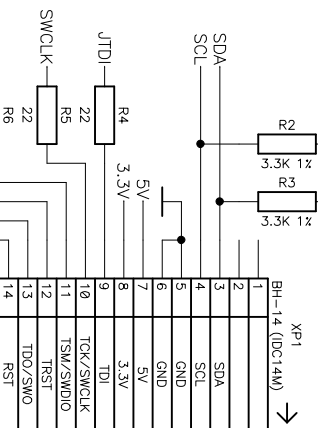 SWCLK
JTDI
SCL
SDA
R2
3.3K 1%
R3
3.3K 1%
R4
22
R5
22
R6
3.3V
5V
XP1
BH-14 (IDC14M)
1
2
3 SDA
4 SCL
5 GND
6 GND
7 5V
8 3.3V
9 TDI
10 TCK/SWCLK
11 TSM/SWDIO
12 TRST
13 TDO/SWO
14 RST